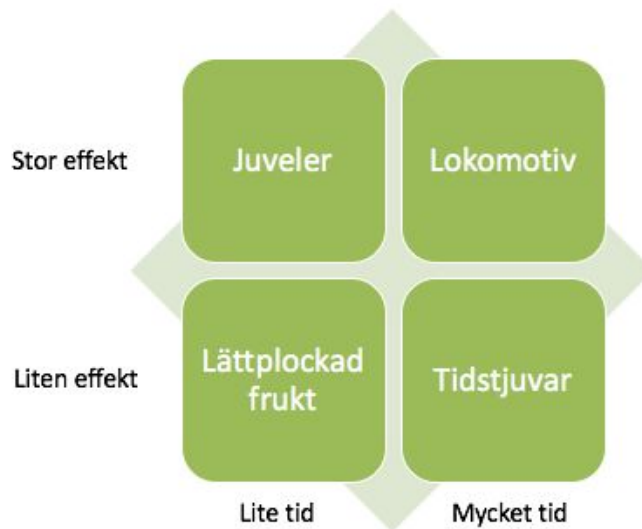 Stor effekt
Juveler
Lokomotiv
Liten effekt
Lättplockad
frukt
Tidstjuvar
Lite tid
Mycket tid